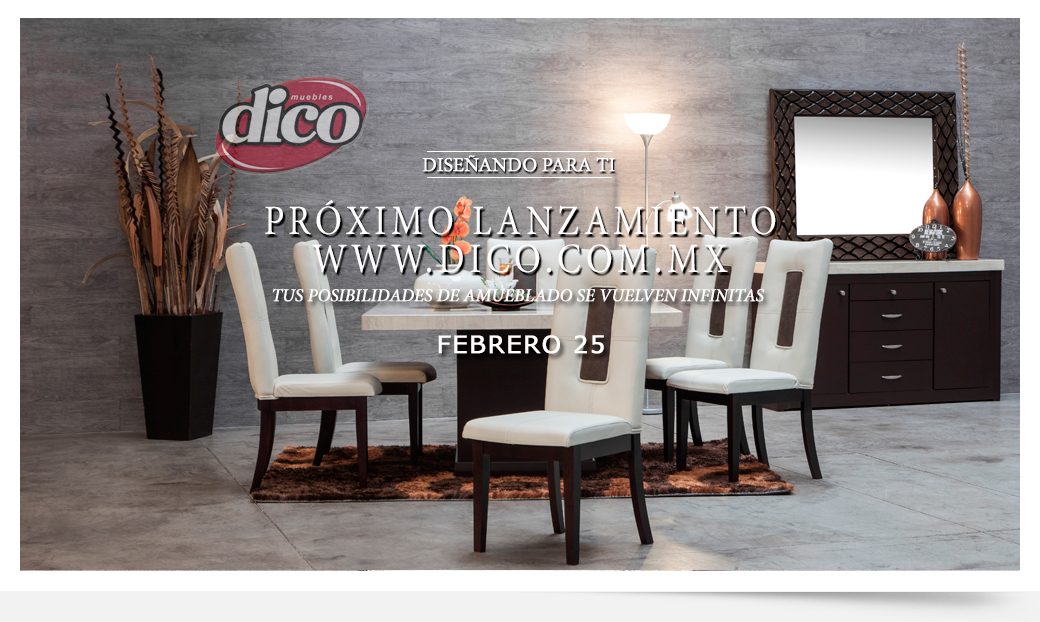 muebles
dico
DISEÑANDO PARA TI
PRÓXIMO LANZAMIENTO
WWW.DICO.COM.MX
TUS POSIBILIDADES DE AMUEBLADO SE VUELVEN INFINITAS
FEBRERO 25